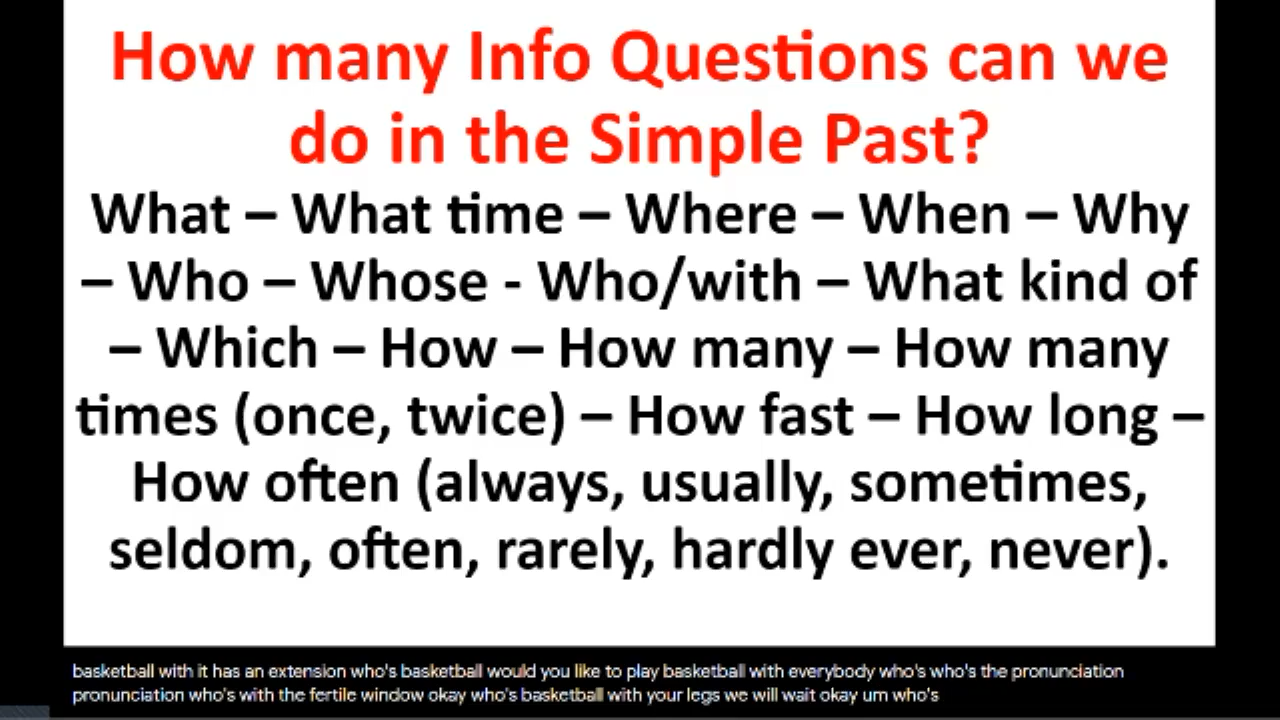 How many Info Questions can we
do in the Simple Past?
What – What time – Where – When – Why
– Who – Whose - Who/with – What kind of
– Which – How – How many – How many
times (once, twice) – How fast – How long –
How often (always, usually, sometimes,
seldom, often, rarely, hardly ever, never).
basketball with it has an extension who's basketball would you like to play basketball with everybody who's who's the pronunciation
pronunciation who's with the fertile window okay who's basketball with your legs we will wait okay um who's